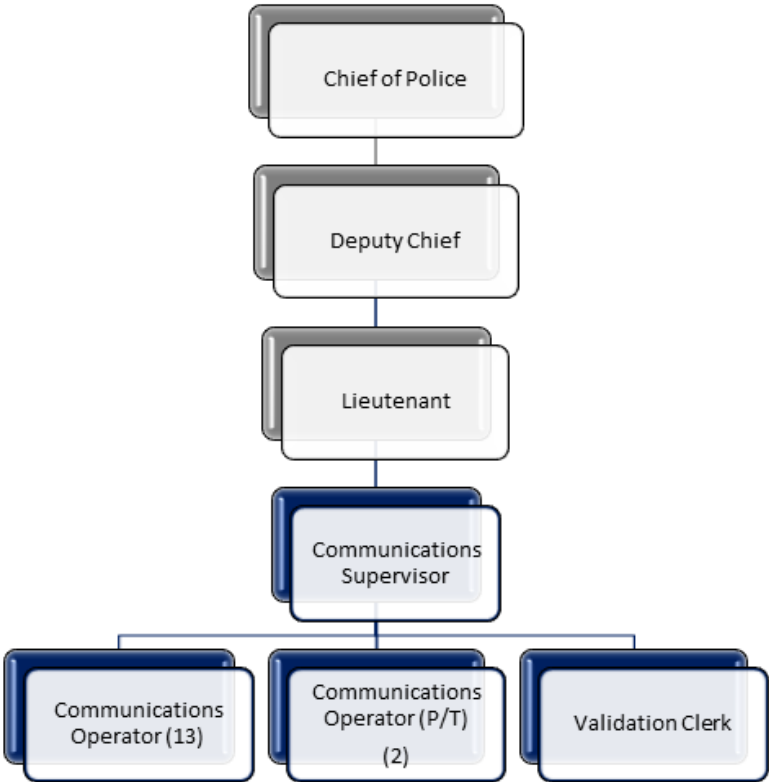 Chief of Police
Deputy Chief
Lieutenant
Communications
Supervisor
Communications
Operator (13)
Communications
Operator (P/T)
(2)
Validation Clerk